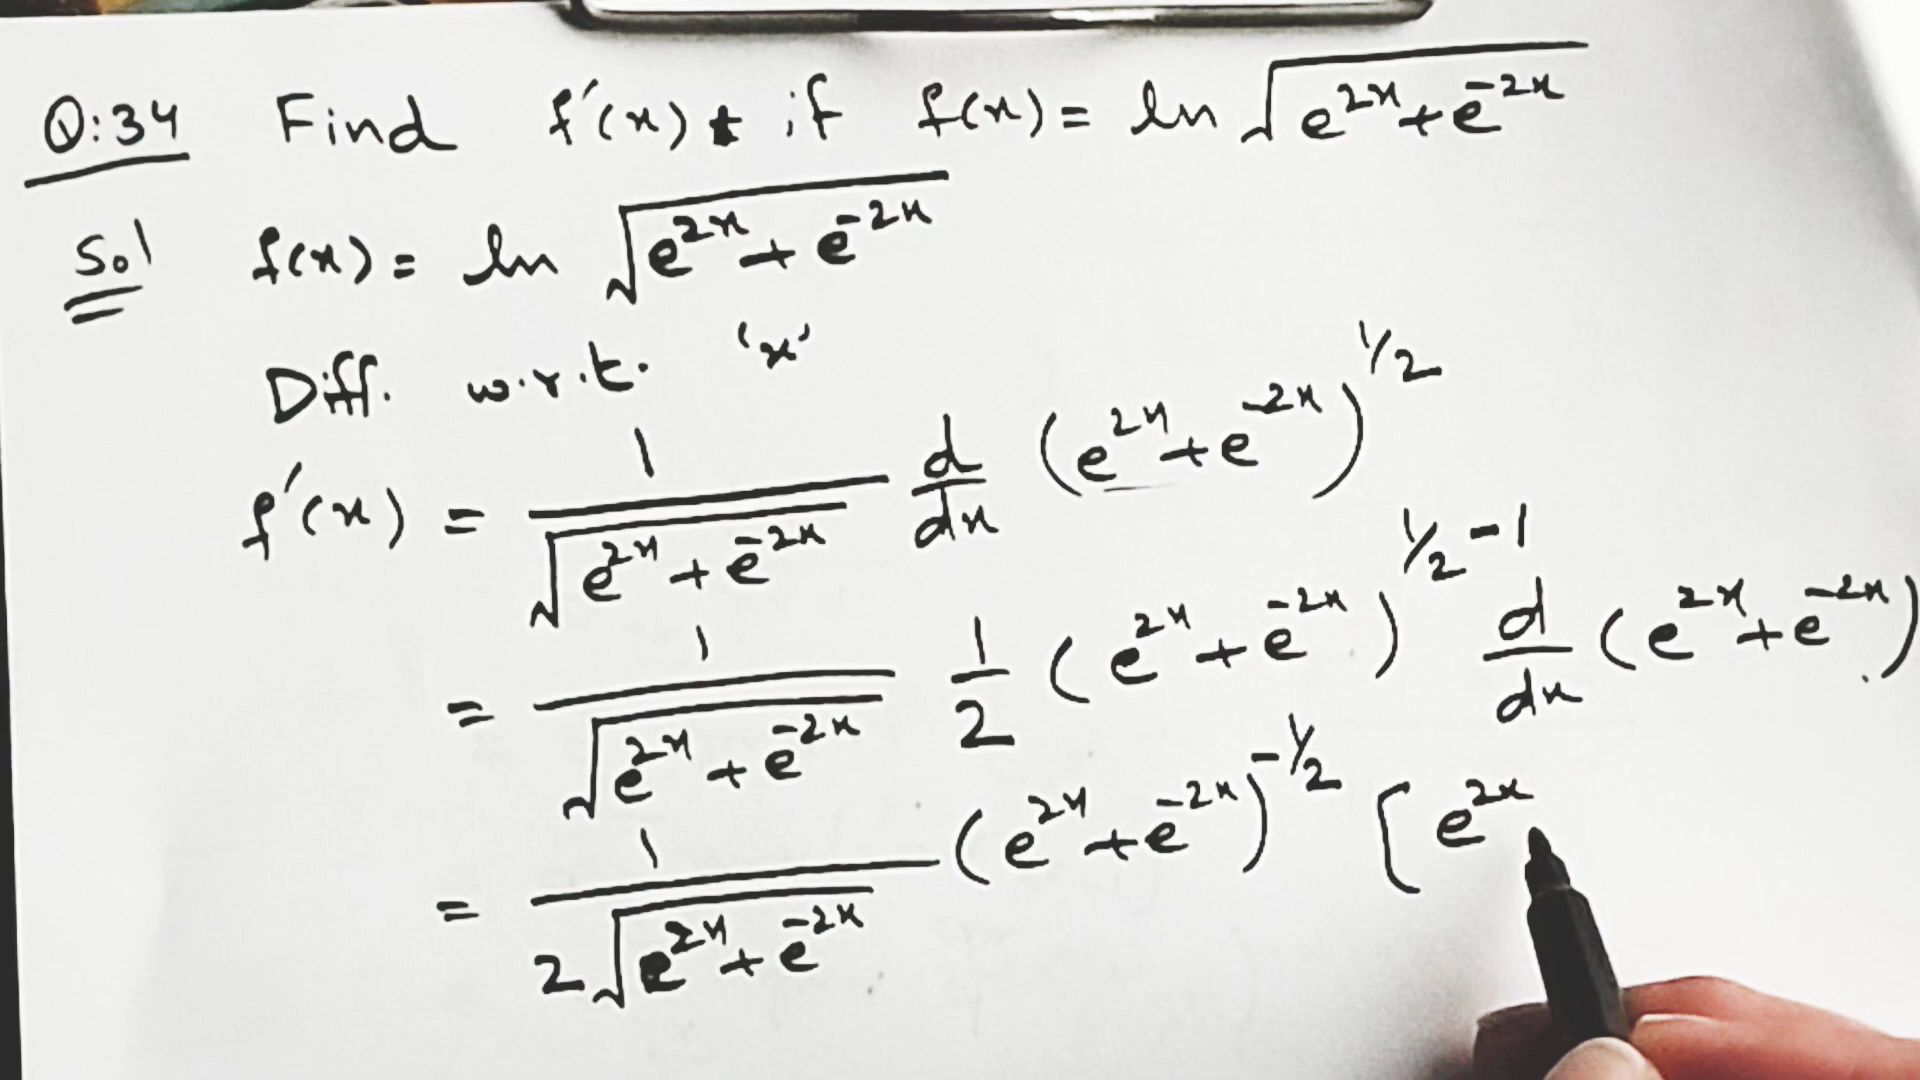 Q:34 Find f'(x) if f(x) = ln √(e^2x + e^-2x)
Sol f(x) = ln √(e^2x + e^-2x)
Diff. w.r.t. 'x'
f'(x) = 1/√(e^2x + e^-2x) d/dx (e^2x + e^-2x)^1/2
= 1/√(e^2x + e^-2x) 1/2 (e^2x + e^-2x)^1/2-1 d/dx (e^2x + e^-2x)
= 1/2√(e^2x + e^-2x) (e^2x + e^-2x)^-1/2 [e^2x